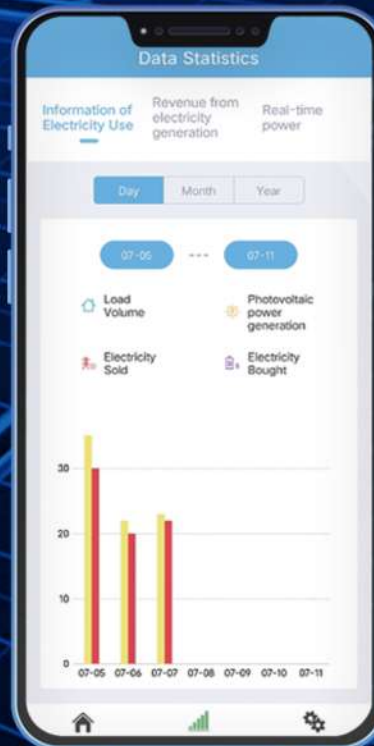 Data Statistics
Information of
Electricity Use
Revenue from
electricity
generation
Real-time
power
Day
Month
Year
07-05
---
07-11
Load
Volume
Photovoltaic
power
generation
Electricity
Sold
Electricity
Bought
30
20
10
0
07-05 07-06 07-07 07-08 07-09 07-10 07-11